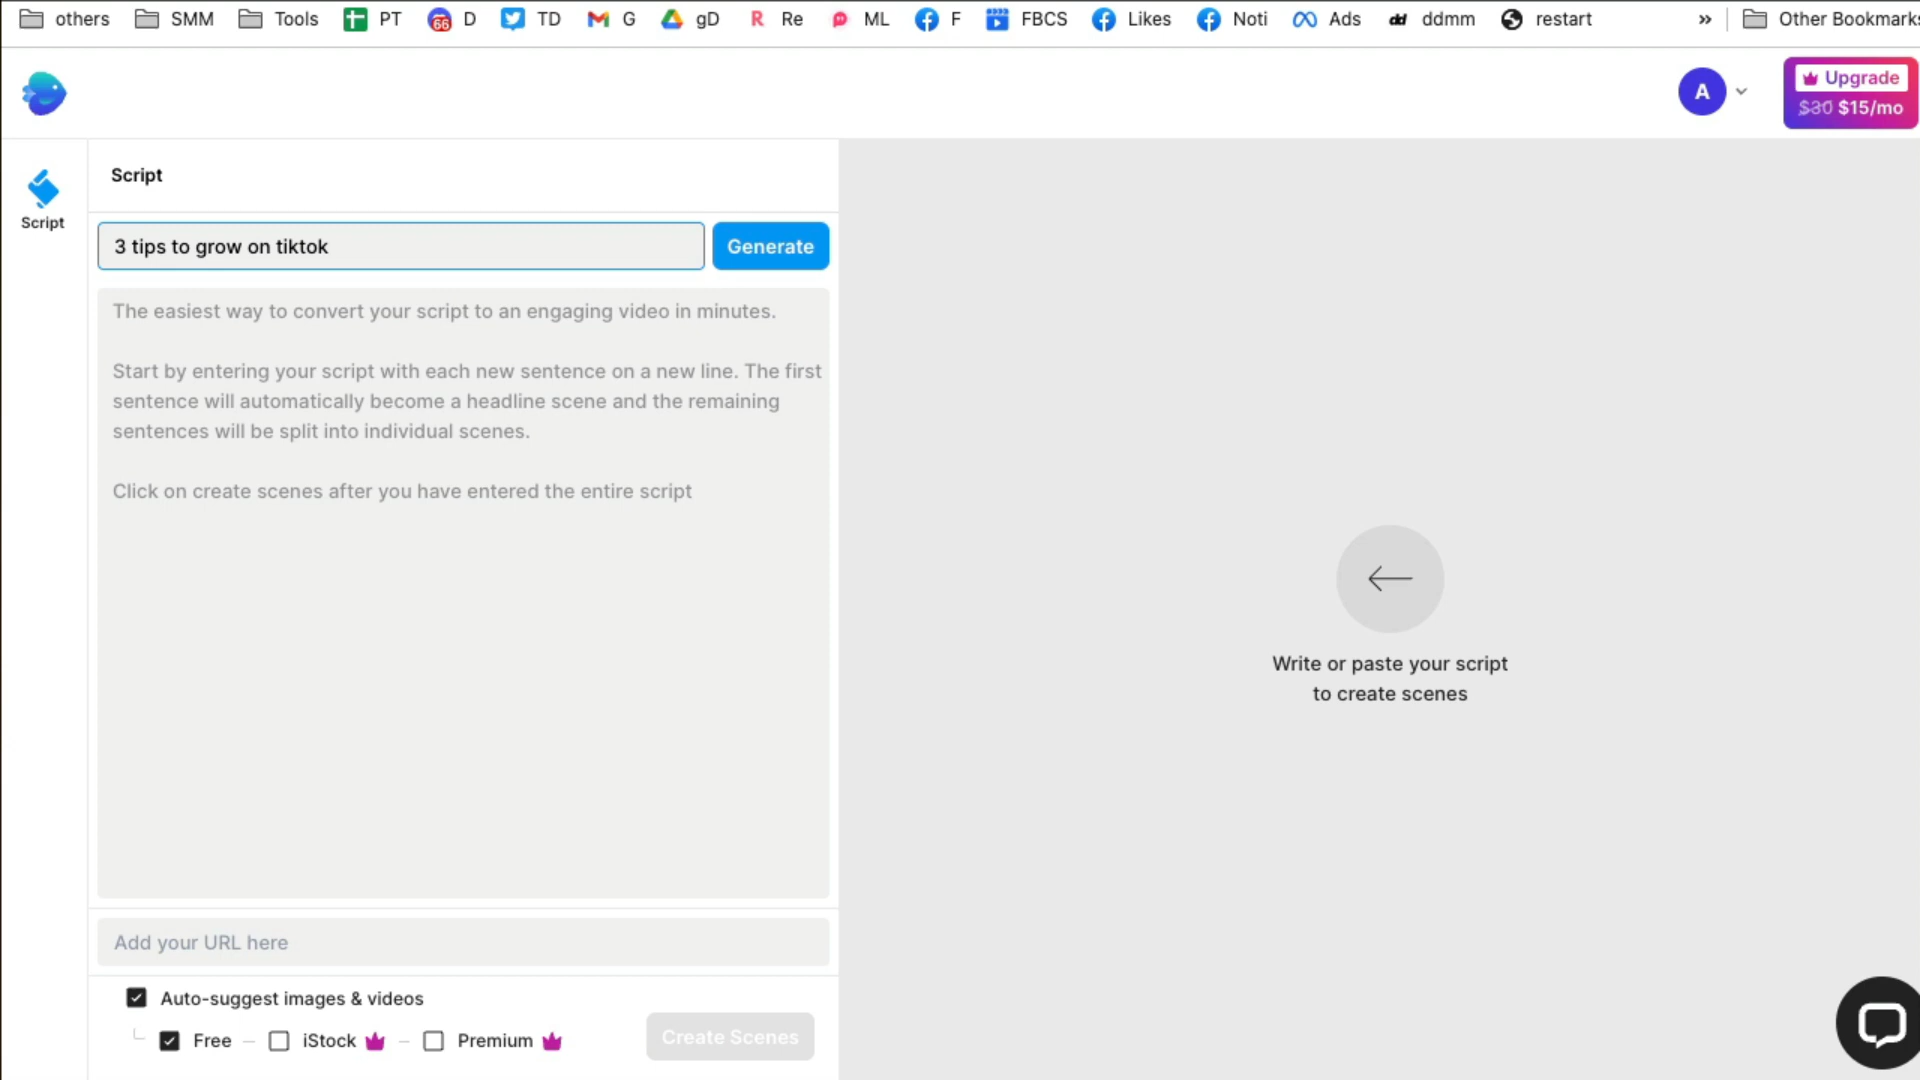 others SMM Tools PT 66 D TD G gD Re ML F FBCS Likes Noti Ads dd ddmm restart » Other Bookmarks
A
Upgrade
$30 $15/mo
Script
Script
3 tips to grow on tiktok
Generate
The easiest way to convert your script to an engaging video in minutes.
Start by entering your script with each new sentence on a new line. The first
sentence will automatically become a headline scene and the remaining
sentences will be split into individual scenes.
Click on create scenes after you have entered the entire script
Write or paste your script
to create scenes
Add your URL here
Auto-suggest images & videos
Free iStock Premium
Create Scenes